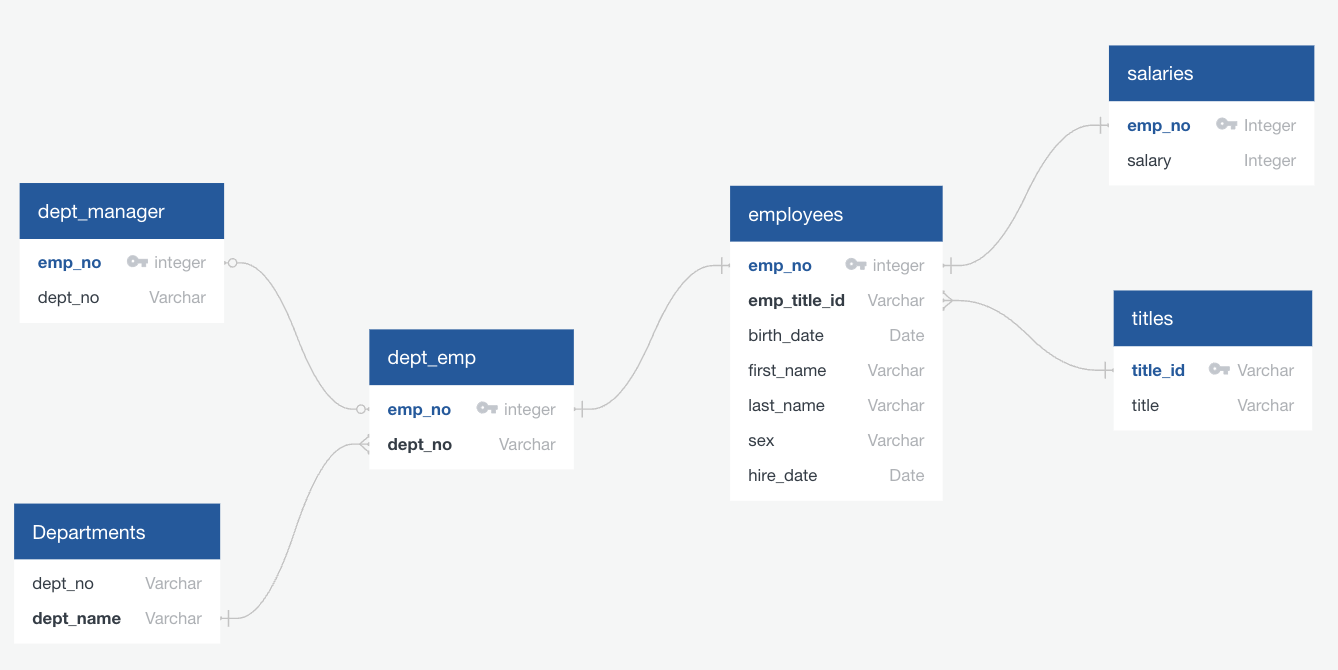 dept_manager
emp_no integer
dept_no Varchar
Departments
dept_no Varchar
dept_name Varchar
dept_emp
emp_no integer
dept_no Varchar
employees
emp_no integer
emp_title_id Varchar
birth_date Date
first_name Varchar
last_name Varchar
sex Varchar
hire_date Date
salaries
emp_no Integer
salary Integer
titles
title_id Varchar
title Varchar